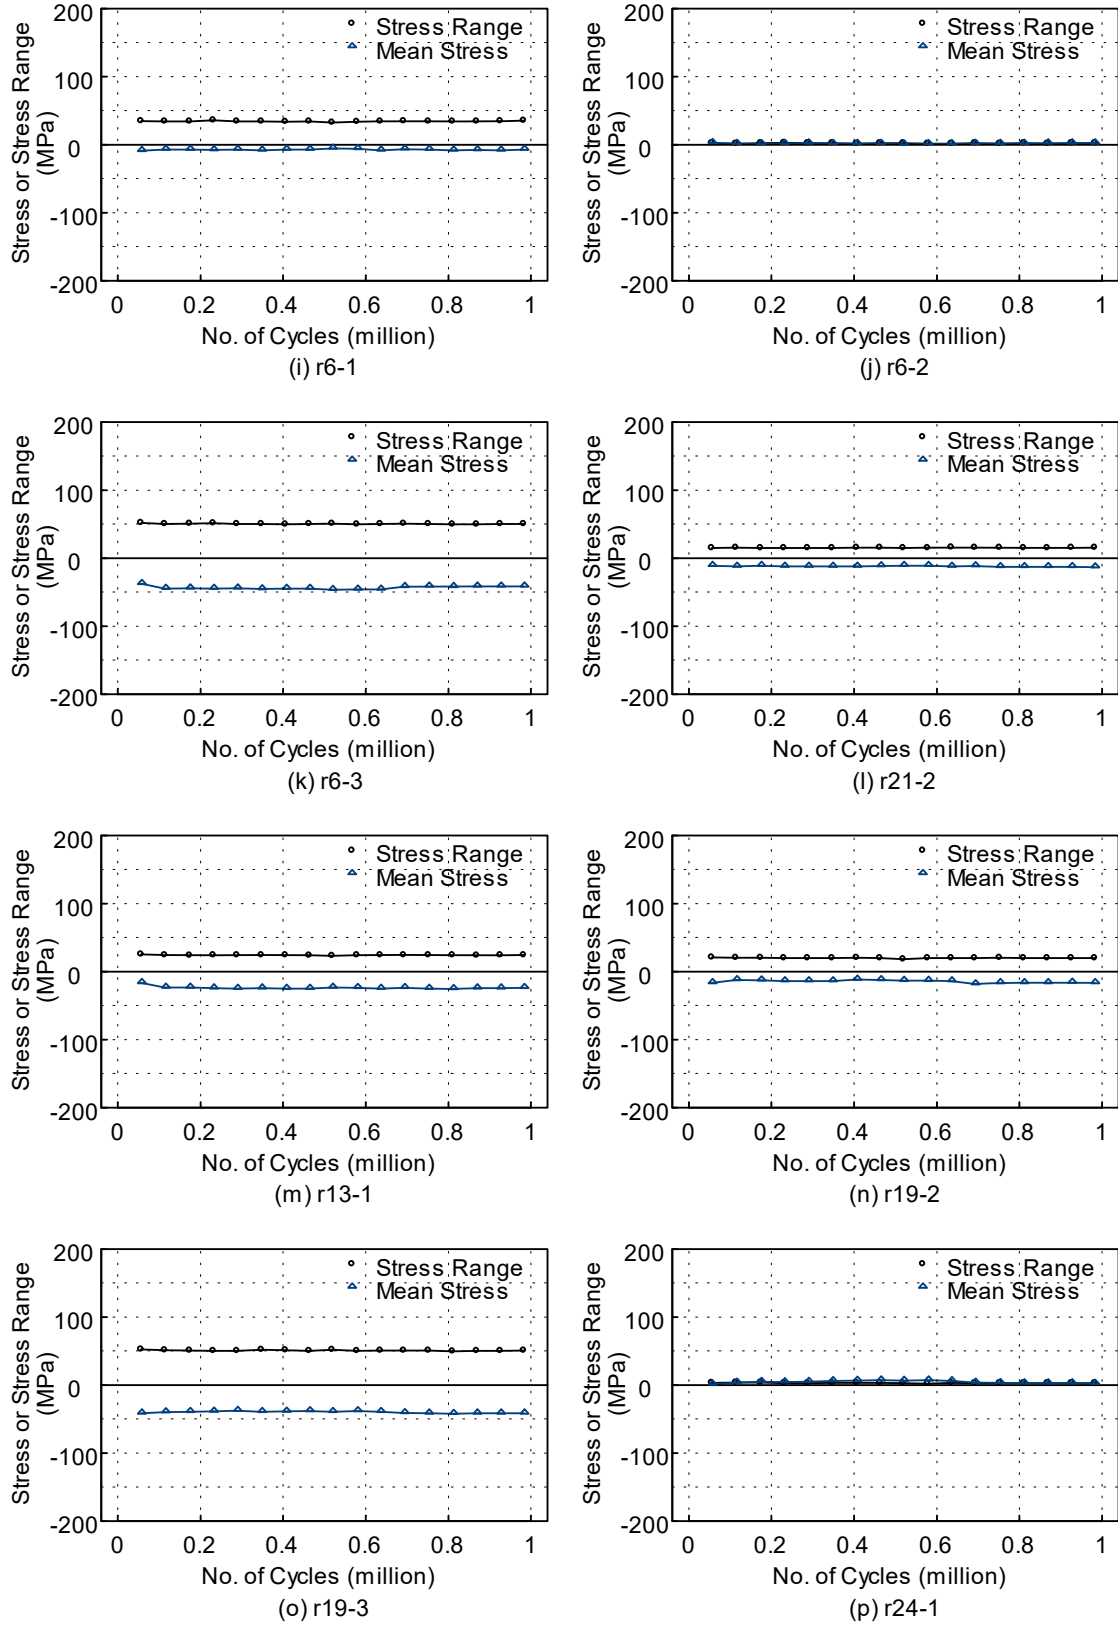 200
100
0
-100
-200
Stress or Stress Range
(MPa)
Stress Range
Mean Stress
0 0.2 0.4 0.6 0.8 1
No. of Cycles (million)
(i) r6-1
200
100
0
-100
-200
Stress or Stress Range
(MPa)
Stress Range
Mean Stress
0 0.2 0.4 0.6 0.8 1
No. of Cycles (million)
(j) r6-2
200
100
0
-100
-200
Stress or Stress Range
(MPa)
Stress Range
Mean Stress
0 0.2 0.4 0.6 0.8 1
No. of Cycles (million)
(k) r6-3
200
100
0
-100
-200
Stress or Stress Range
(MPa)
Stress Range
Mean Stress
0 0.2 0.4 0.6 0.8 1
No. of Cycles (million)
(l) r21-2
200
100
0
-100
-200
Stress or Stress Range
(MPa)
Stress Range
Mean Stress
0 0.2 0.4 0.6 0.8 1
No. of Cycles (million)
(m) r13-1
200
100
0
-100
-200
Stress or Stress Range
(MPa)
Stress Range
Mean Stress
0 0.2 0.4 0.6 0.8 1
No. of Cycles (million)
(n) r19-2
200
100
0
-100
-200
Stress or Stress Range
(MPa)
Stress Range
Mean Stress
0 0.2 0.4 0.6 0.8 1
No. of Cycles (million)
(o) r19-3
200
100
0
-100
-200
Stress or Stress Range
(MPa)
Stress Range
Mean Stress
0 0.2 0.4 0.6 0.8 1
No. of Cycles (million)
(p) r24-1